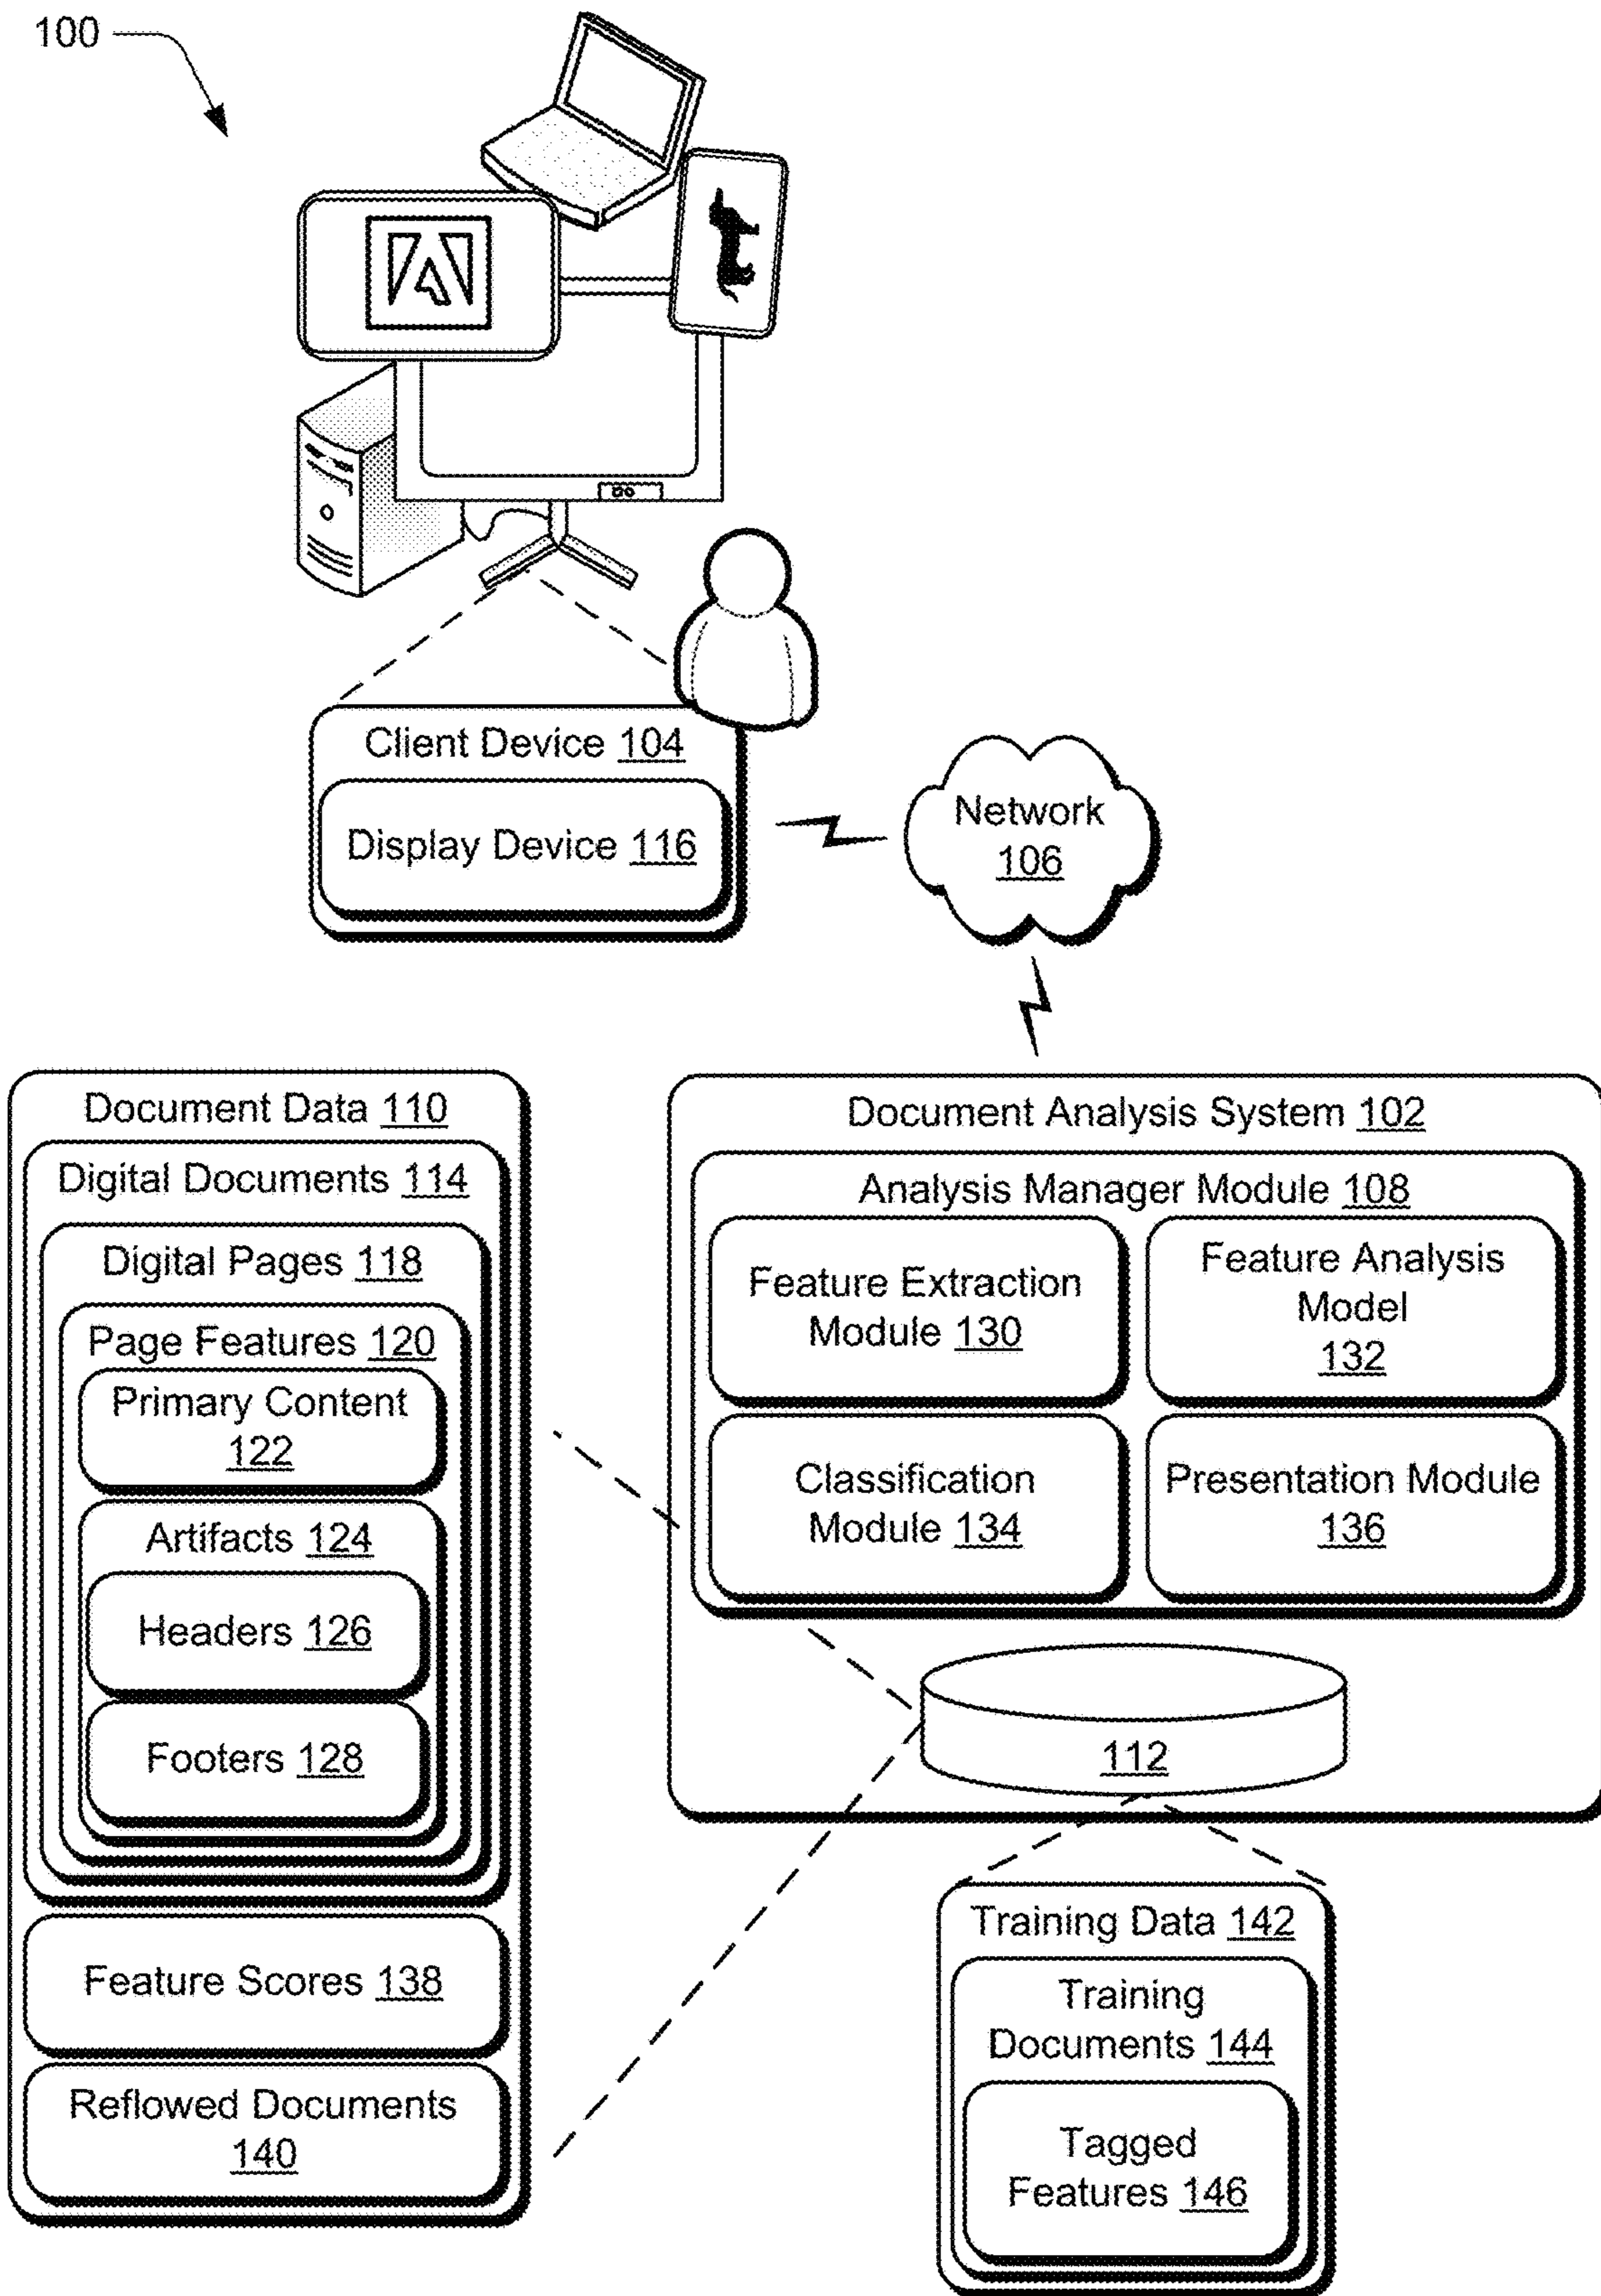 100
Client Device 104
Display Device 116
Network
106
Document Data 110
Digital Documents 114
Digital Pages 118
Page Features 120
Primary Content
122
Artifacts 124
Headers 126
Footers 128
Feature Scores 138
Reflowed Documents
140
Document Analysis System 102
Analysis Manager Module 108
Feature Extraction
Module 130
Feature Analysis
Model
132
Classification
Module 134
Presentation Module
136
112
Training Data 142
Training
Documents 144
Tagged
Features 146